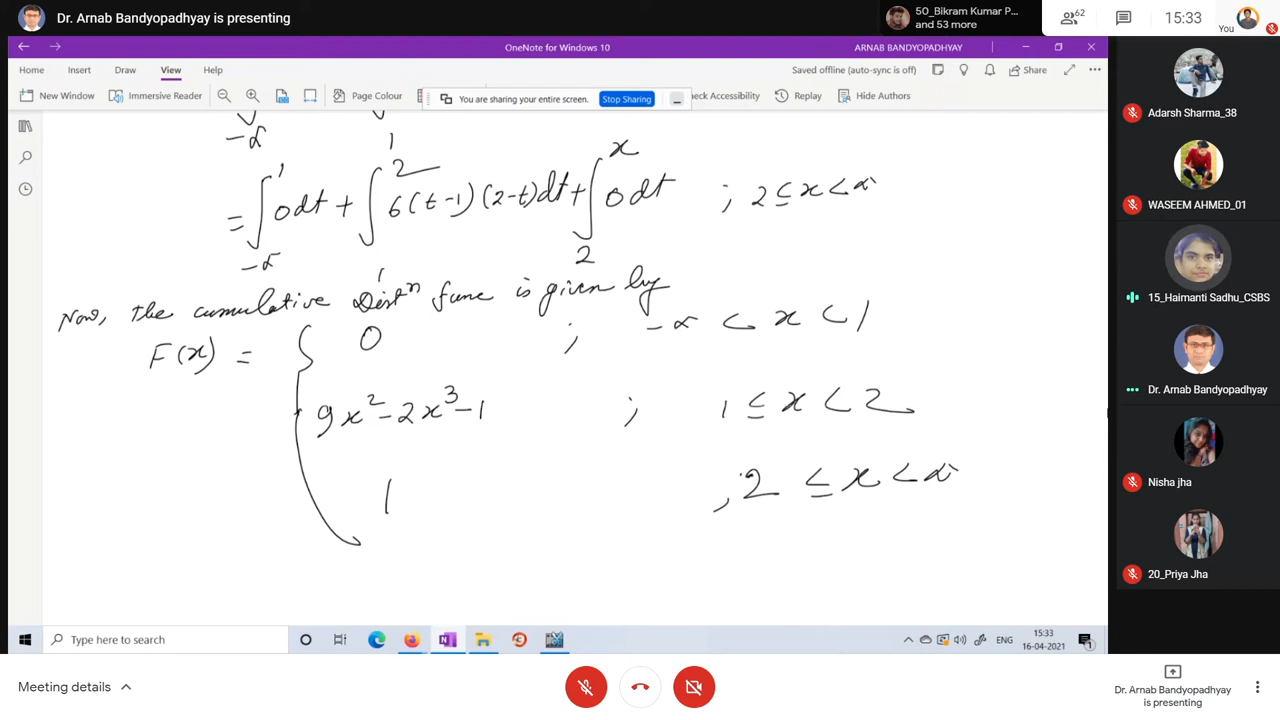 Dr. Arnab Bandyopadhyay is presenting
50_Bikram Kumar P...
and 53 more
62
15:33
You
OneNote for Windows 10
ARNAB BANDYOPADHYAY
Home Insert Draw View Help
Saved offline (auto-sync is off)
Share
New Window Immersive Reader Page Colour
You are sharing your entire screen. Stop Sharing
heck Accessibility Replay Hide Authors
-∝ 1
= ∫_{-∝}^{1} 0 dt + ∫_{1}^{2} 6(t-1)(2-t)dt + ∫_{2}^{x} 0 dt ; 2 ≤ x < ∝
Now, the cumulative Distⁿ func is given by
F(x) = { 0 ; -∝ < x < 1
9x² - 2x³ - 1 ; 1 ≤ x < 2
1 ; 2 ≤ x < ∝
Adarsh Sharma_38
WASEEM AHMED_01
15_Haimanti Sadhu_CSBS
Dr. Arnab Bandyopadhyay
Nisha jha
20_Priya Jha
Type here to search
ENG
15:33
16-04-2021
1
Meeting details
Dr. Arnab Bandyopadhyay
is presenting